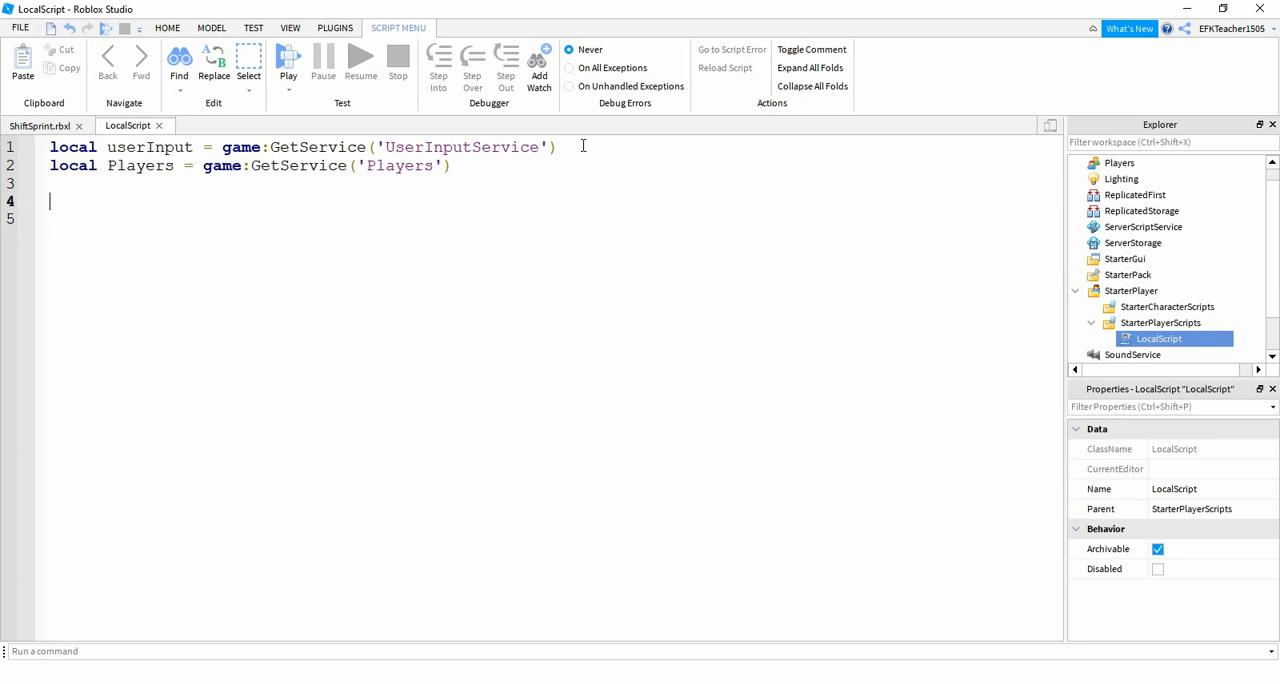 LocalScript - Roblox Studio
FILE HOME MODEL TEST VIEW PLUGINS SCRIPT MENU What's New EFKTeacher1505
Paste Cut Copy Back Fwd Find Replace Select Play Pause Resume Stop Step Into Step Over Step Out Add Watch
Never
On All Exceptions
On Unhandled Exceptions
Go to Script Error
Reload Script
Toggle Comment
Expand All Folds
Collapse All Folds
Clipboard Navigate Edit Test Debugger Debug Errors Actions
ShiftSprint.rbxl LocalScript
1 local userInput = game:GetService('UserInputService')
2 local Players = game:GetService('Players')
3
4
5
Explorer
Filter workspace (Ctrl+Shift+X)
Players
Lighting
ReplicatedFirst
ReplicatedStorage
ServerScriptService
ServerStorage
StarterGui
StarterPack
StarterPlayer
StarterCharacterScripts
StarterPlayerScripts
LocalScript
SoundService
Properties - LocalScript "LocalScript"
Filter Properties (Ctrl+Shift+P)
Data
ClassName LocalScript
CurrentEditor
Name LocalScript
Parent StarterPlayerScripts
Behavior
Archivable
Disabled
Run a command